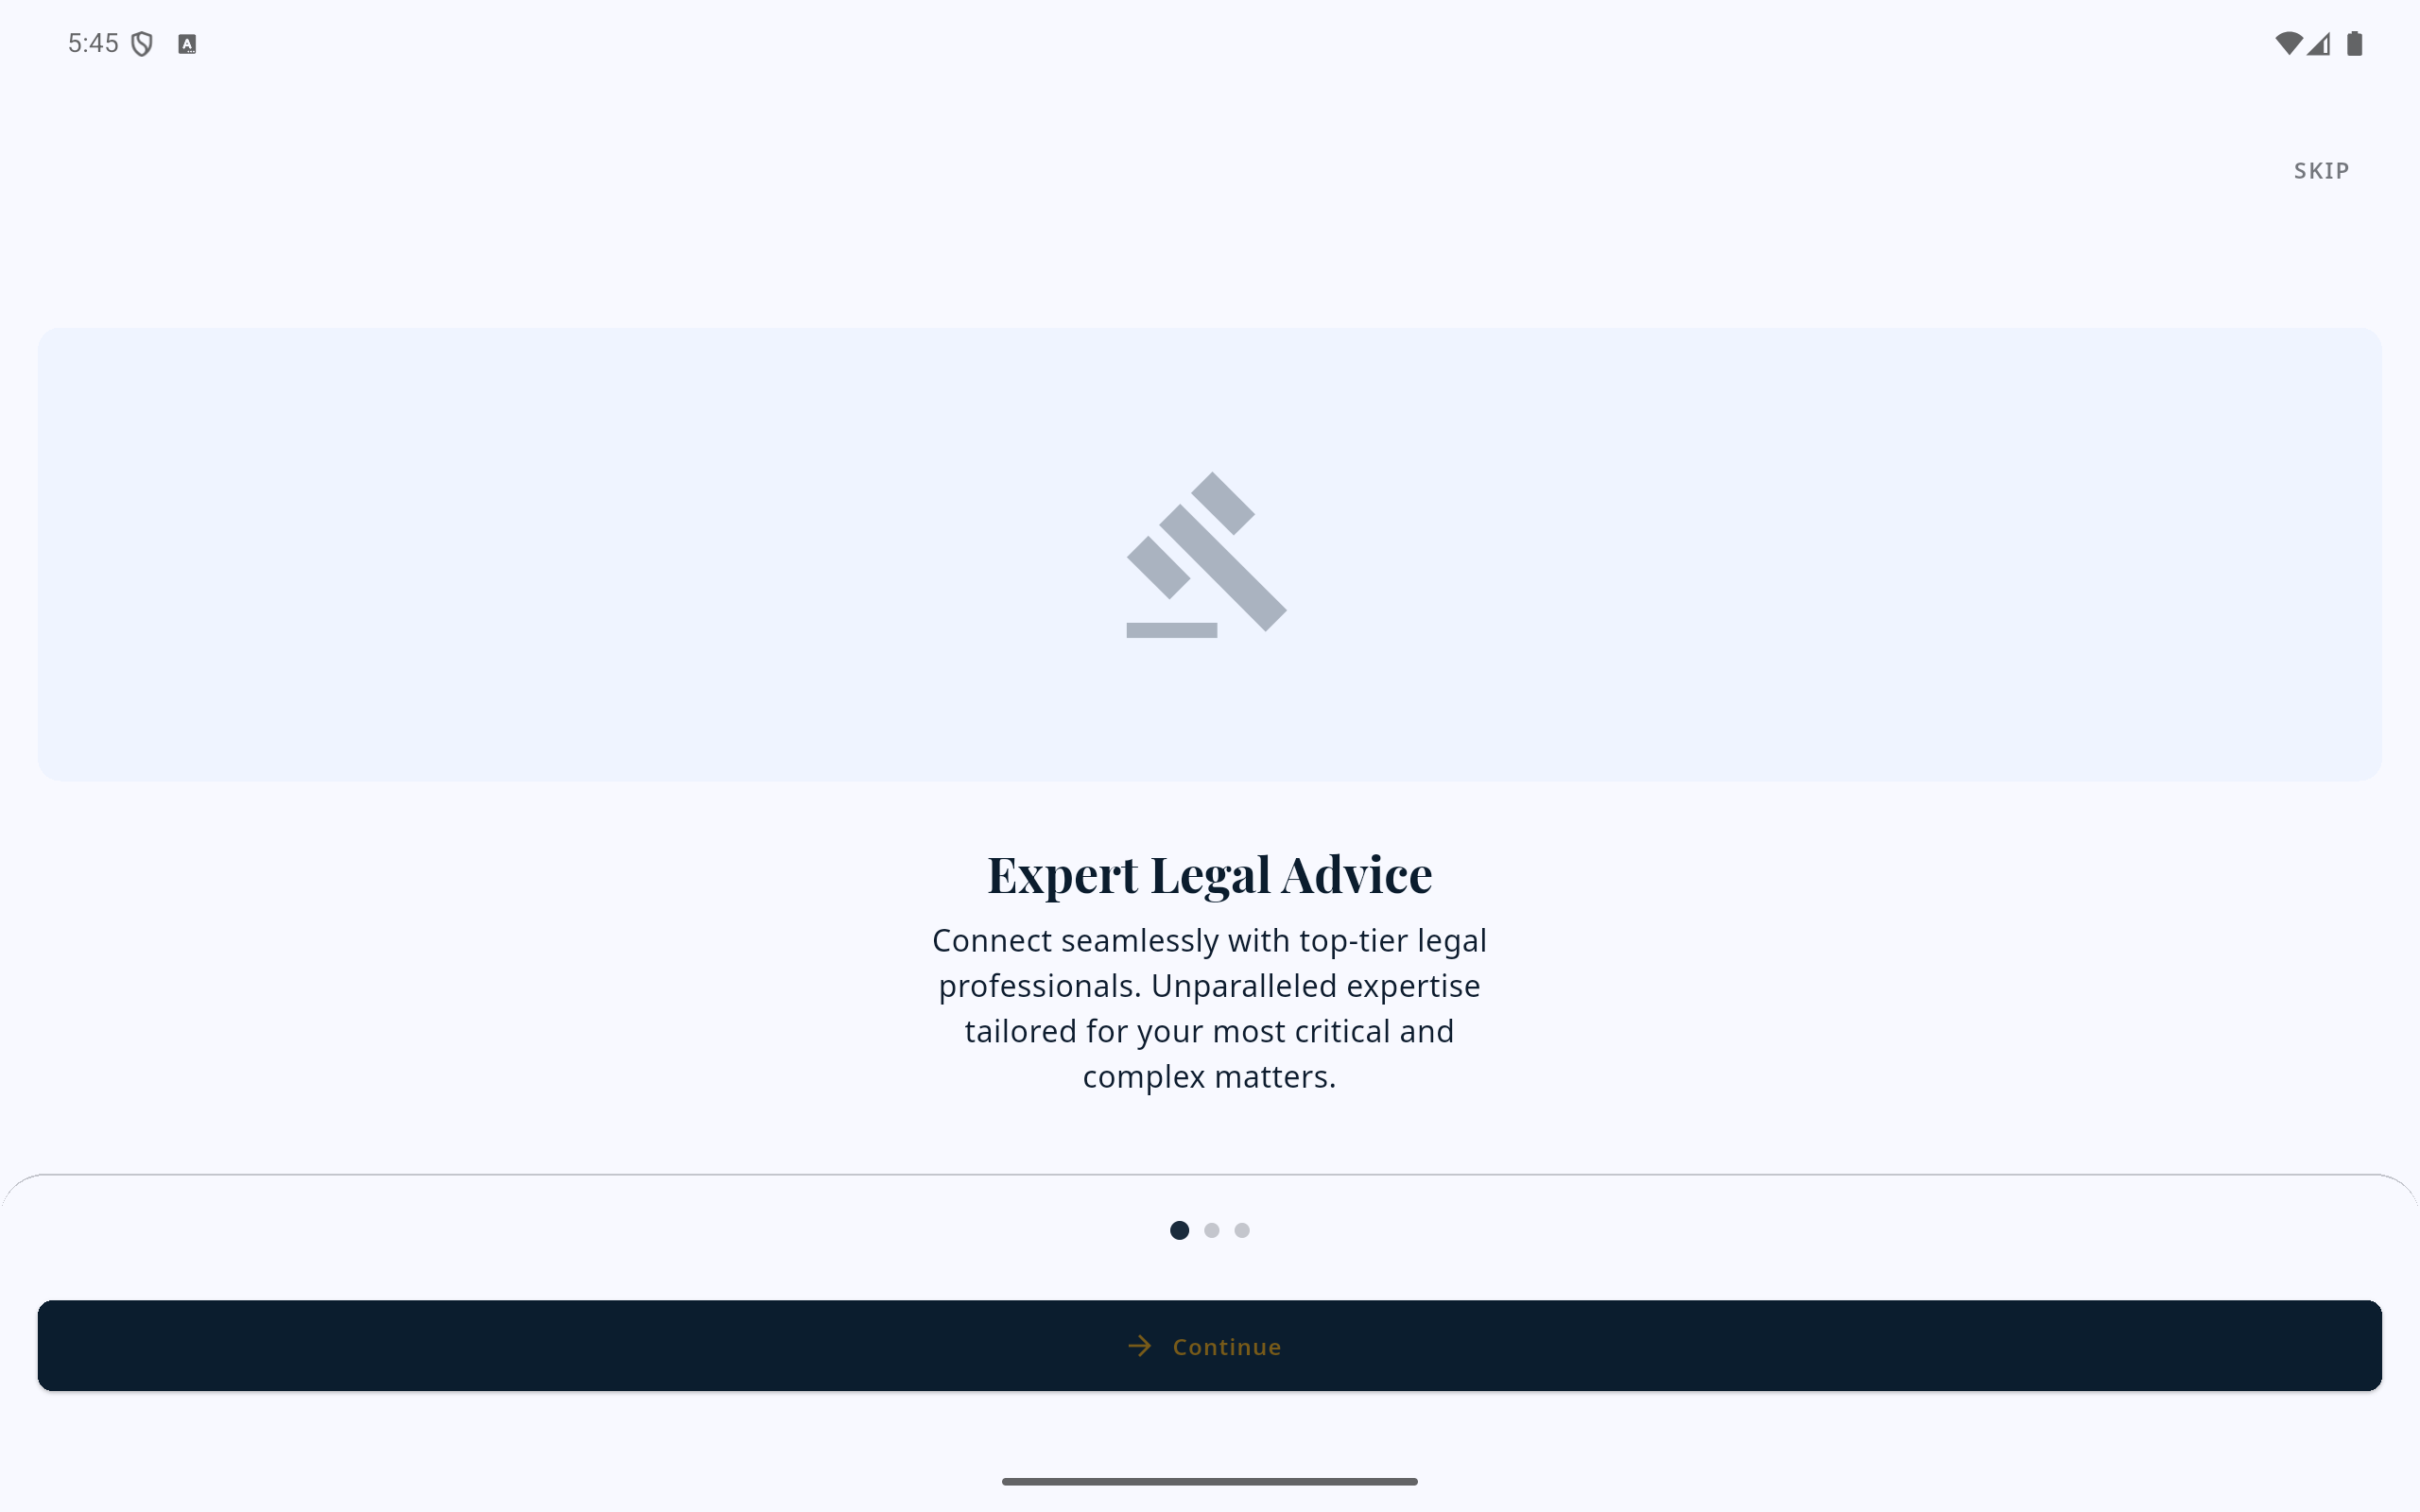 5:45
SKIP
Expert Legal Advice
Connect seamlessly with top-tier legal
professionals. Unparalleled expertise
tailored for your most critical and
complex matters.
Continue